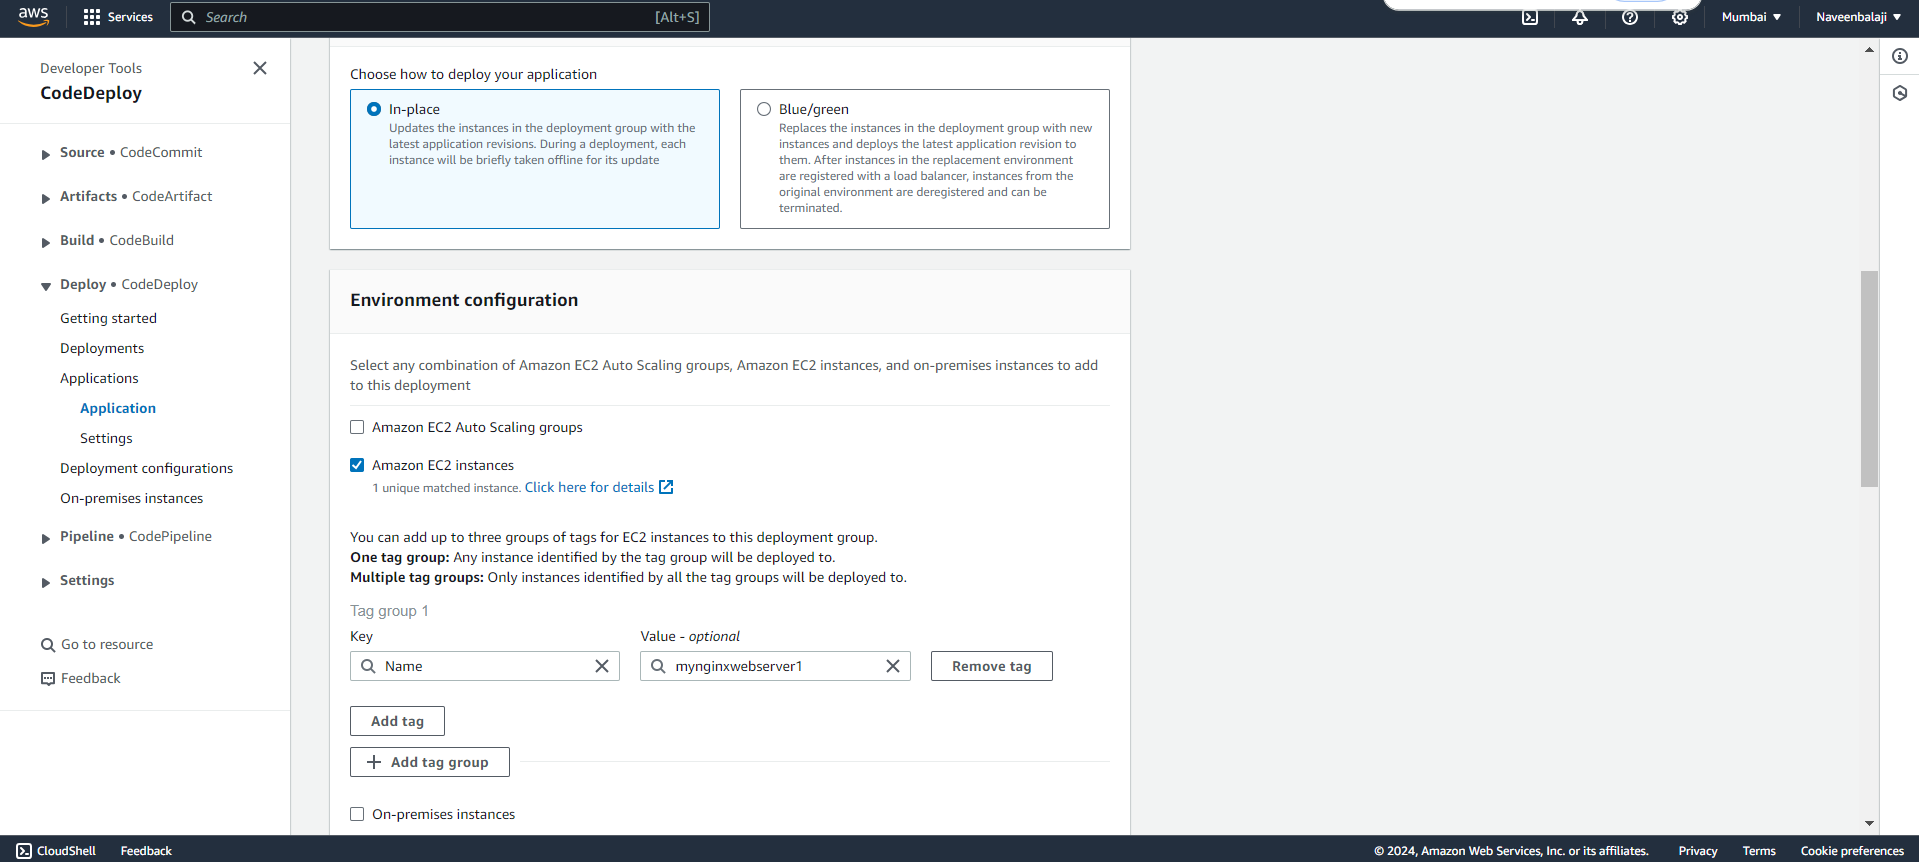 aws
Services
Search
[Alt+S]
Mumbai
Naveenbalaji
Developer Tools
CodeDeploy
Source • CodeCommit
Artifacts • CodeArtifact
Build • CodeBuild
Deploy • CodeDeploy
Getting started
Deployments
Applications
Application
Settings
Deployment configurations
On-premises instances
Pipeline • CodePipeline
Settings
Go to resource
Feedback
Choose how to deploy your application
In-place
Updates the instances in the deployment group with the
latest application revisions. During a deployment, each
instance will be briefly taken offline for its update
Blue/green
Replaces the instances in the deployment group with new
instances and deploys the latest application revision to
them. After instances in the replacement environment
are registered with a load balancer, instances from the
original environment are deregistered and can be
terminated.
Environment configuration
Select any combination of Amazon EC2 Auto Scaling groups, Amazon EC2 instances, and on-premises instances to add
to this deployment
Amazon EC2 Auto Scaling groups
Amazon EC2 instances
1 unique matched instance. Click here for details
You can add up to three groups of tags for EC2 instances to this deployment group.
One tag group: Any instance identified by the tag group will be deployed to.
Multiple tag groups: Only instances identified by all the tag groups will be deployed to.
Tag group 1
Key
Value - optional
Name
mynginxwebserver1
Remove tag
Add tag
Add tag group
On-premises instances
CloudShell
Feedback
© 2024, Amazon Web Services, Inc. or its affiliates.
Privacy
Terms
Cookie preferences